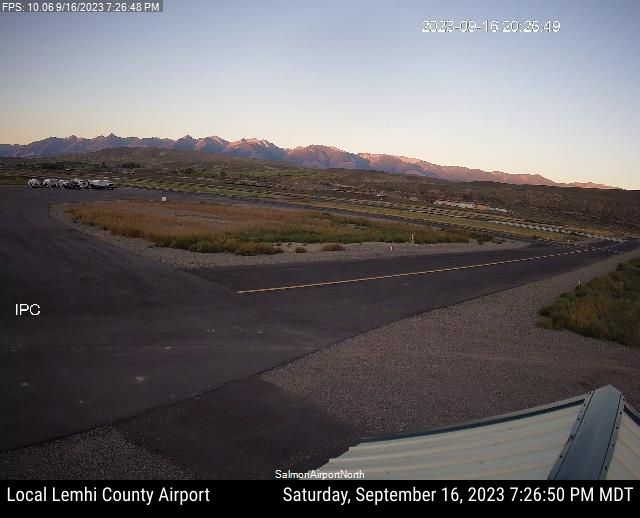 FPS: 10.06 9/16/2023 7:26:48 PM
2023-09-16 20:25:49
IPC
SalmonAirportNorth
Local Lemhi County Airport Saturday, September 16, 2023 7:26:50 PM MDT